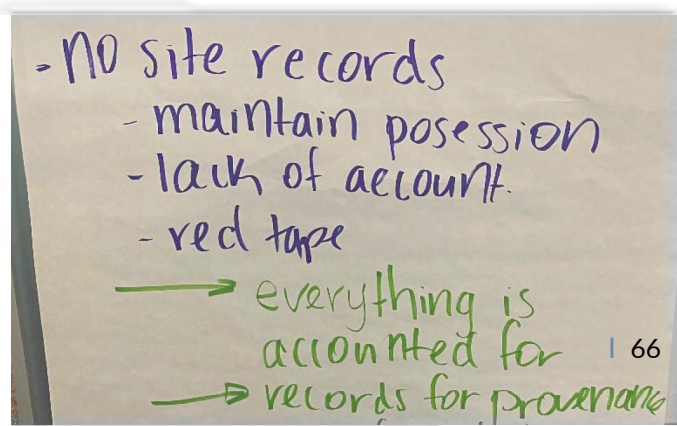 - no site records
- maintain posession
- lack of account.
- red tape
→ everything is
accounted for
| 66
→ records for provenance